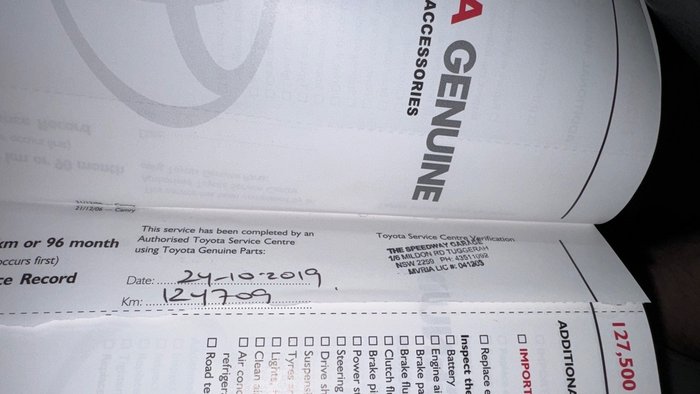 A GENUINE
ACCESSORIES
21/12/06 Camry
km or 96 month
occurs first)
ce Record
This service has been completed by an
Authorised Toyota Service Centre
using Toyota Genuine Parts:
Date: 24-10-2019
Km: 124709
Toyota Service Centre Verification
THE SPEEDWAY GARAGE
1/6 MILDON RD TUGGERAH
NSW 2259 PH: 43511092
MVRIA LIC #: 041203
127,500
ADDITIONA
IMPORT
Replace e
Inspect the
Battery
Engine ai
Brake pa
Brake flu
Clutch fl
Brake pi
Power s
Steering
Drive sh
Suspens
Tyres
Lights,
Clean
Air conc
refriger
Road te